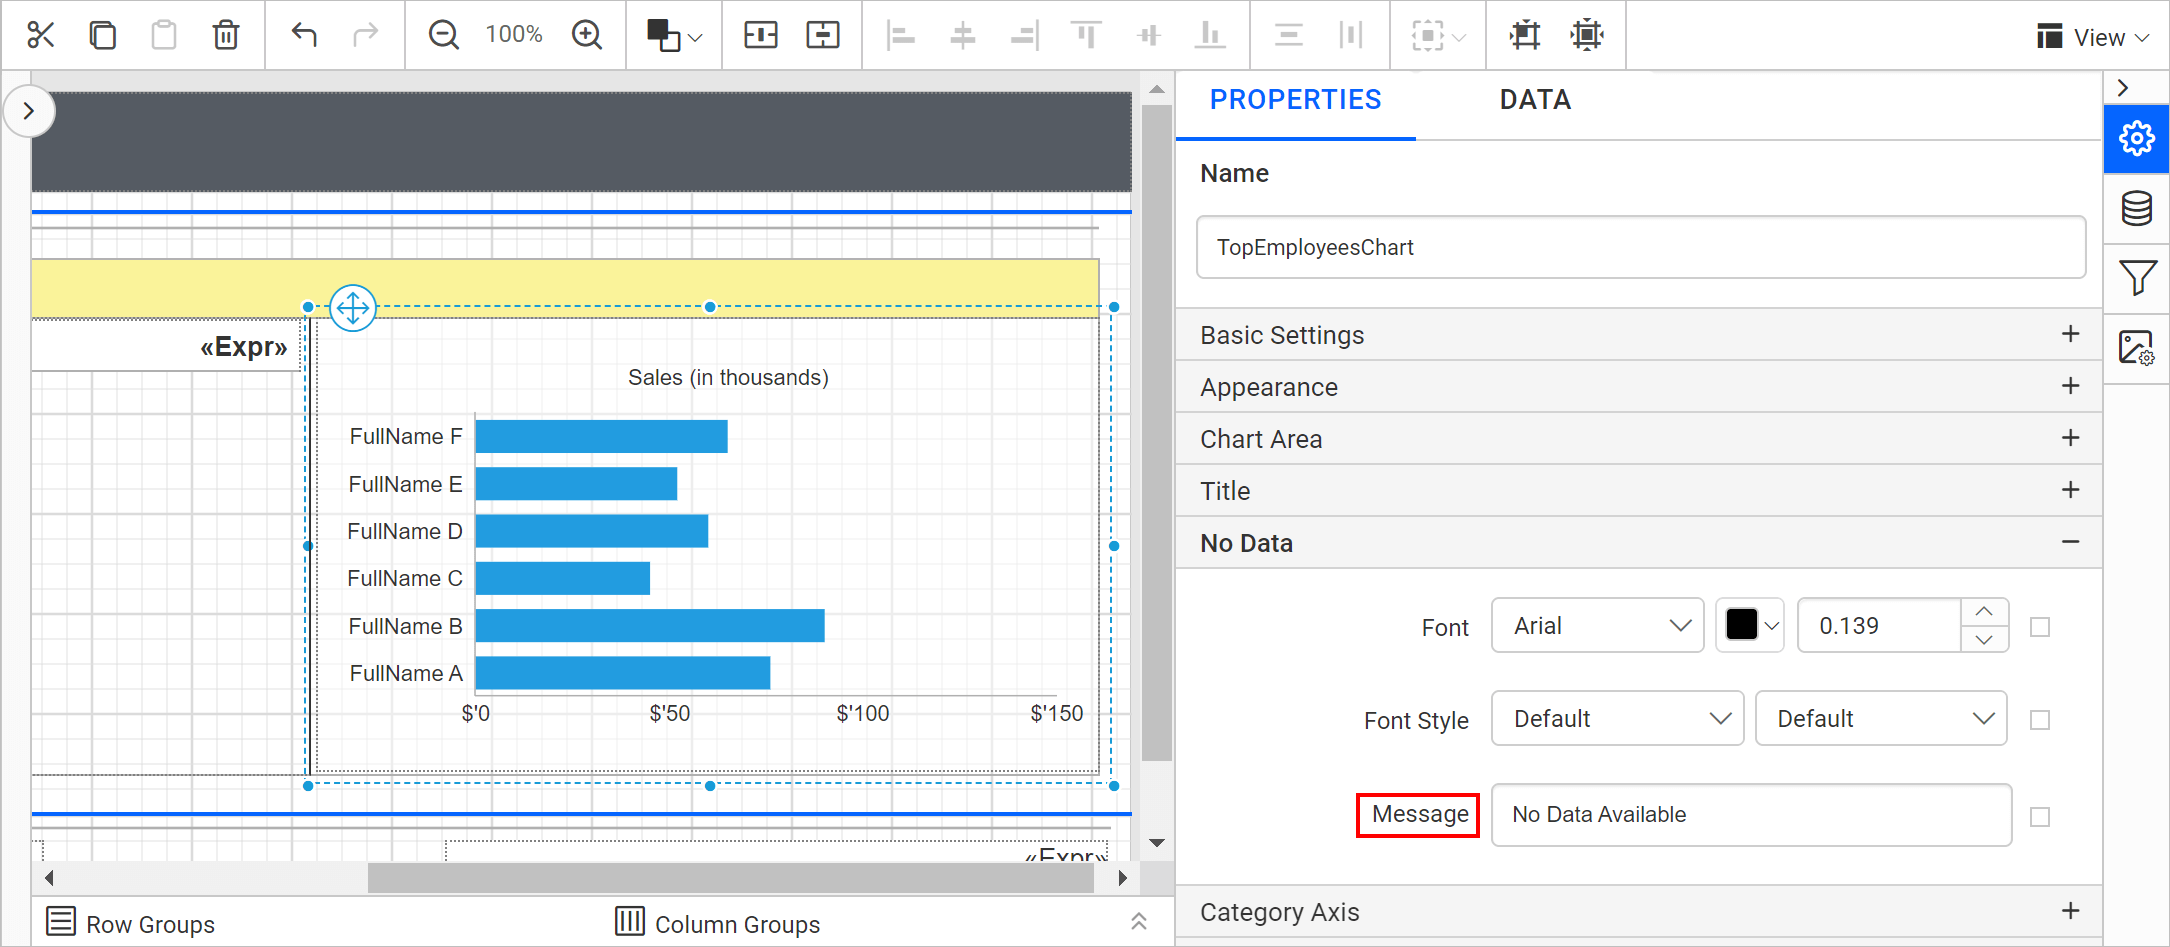 100%
View
PROPERTIES
DATA
Name
TopEmployeesChart
«Expr»
Sales (in thousands)
FullName F
FullName E
FullName D
FullName C
FullName B
FullName A
$'0
$'50
$'100
$'150
«Expr»
Row Groups
Column Groups
Basic Settings
Appearance
Chart Area
Title
No Data
Font
Arial
0.139
Font Style
Default
Default
Message
No Data Available
Category Axis